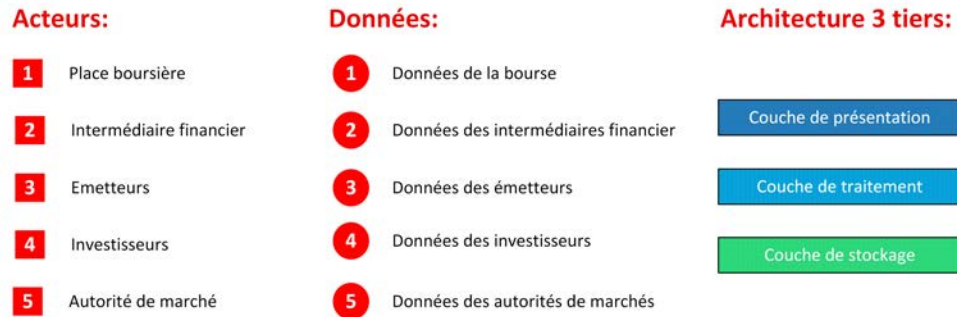 Acteurs:
1 Place boursière
2 Intermédiaire financier
3 Emetteurs
4 Investisseurs
5 Autorité de marché
Données:
1 Données de la bourse
2 Données des intermédiaires financier
3 Données des émetteurs
4 Données des investisseurs
5 Données des autorités de marchés
Architecture 3 tiers:
Couche de présentation
Couche de traitement
Couche de stockage